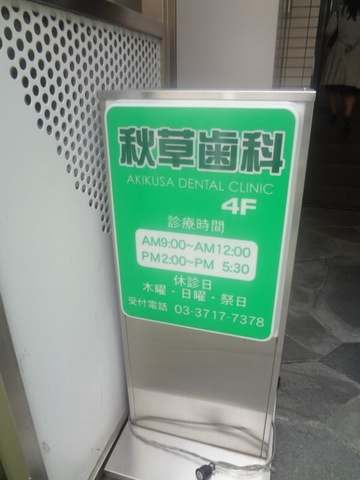 秋草歯科
AKIKUSA DENTAL CLINIC
4F
診療時間
AM9:00~AM12:00
PM2:00~PM 5:30
休診日
木曜・日曜・祭日
受付電話 03-3717-7378